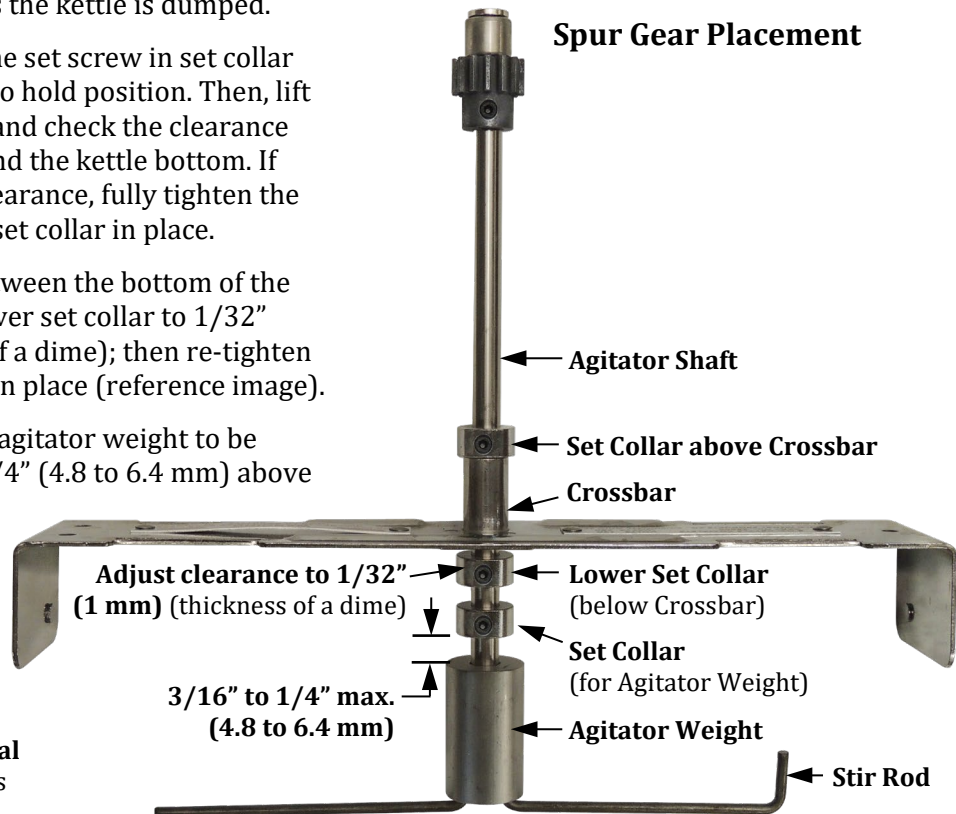 s the kettle is dumped.
Spur Gear Placement
ne set screw in set collar
o hold position. Then, lift
and check the clearance
nd the kettle bottom. If
earance, fully tighten the
set collar in place.
tween the bottom of the
ver set collar to 1/32”
f a dime); then re-tighten
n place (reference image).
agitator weight to be
/4” (4.8 to 6.4 mm) above
Agitator Shaft
Set Collar above Crossbar
Crossbar
Adjust clearance to 1/32”
(1 mm) (thickness of a dime)
Lower Set Collar
(below Crossbar)
Set Collar
(for Agitator Weight)
3/16” to 1/4” max.
(4.8 to 6.4 mm)
Agitator Weight
al
s
Stir Rod